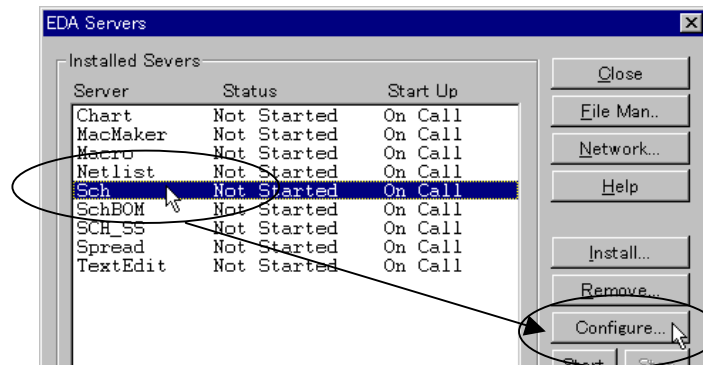 EDA Servers
Installed Severs
Server Status Start Up
Chart Not Started On Call
MacMaker Not Started On Call
Macro Not Started On Call
Netlist Not Started On Call
Sch Not Started On Call
SchBOM Not Started On Call
SCH_SS Not Started On Call
Spread Not Started On Call
TextEdit Not Started On Call
Close
File Man..
Network...
Help
Install...
Remove...
Configure...
Start